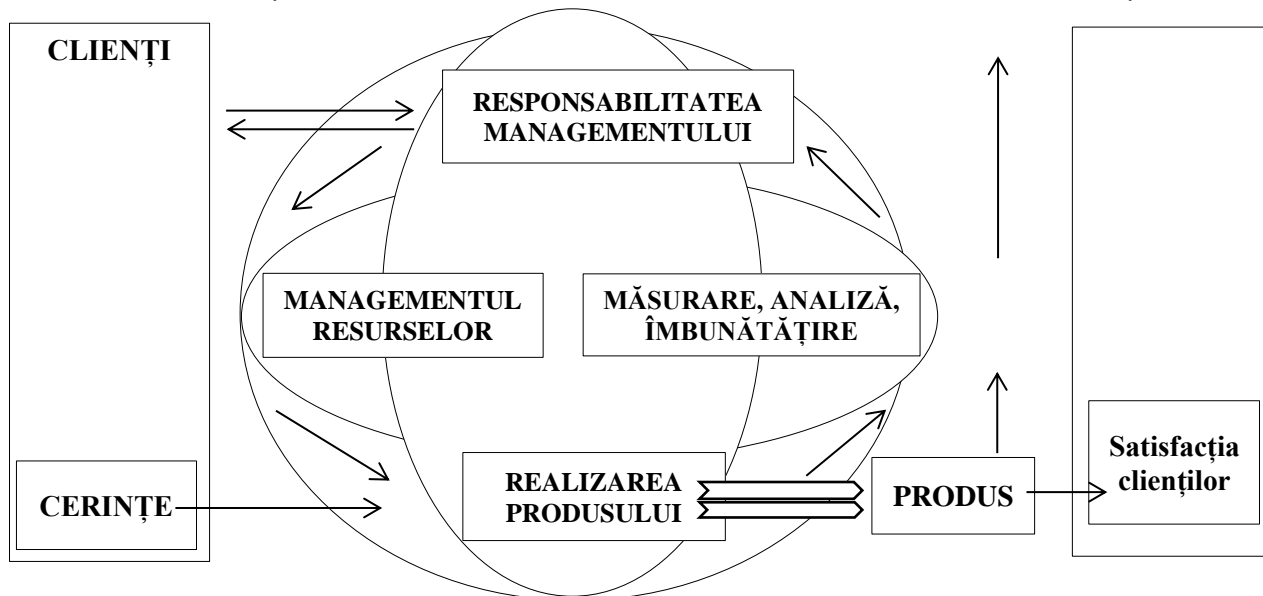 CLIENȚI
RESPONSABILITATEA
MANAGEMENTULUI
MANAGEMENTUL
RESURSELOR
MĂSURARE, ANALIZĂ,
ÎMBUNĂTĂȚIRE
CERINȚE
REALIZAREA
PRODUSULUI
PRODUS
Satisfacția
clienților